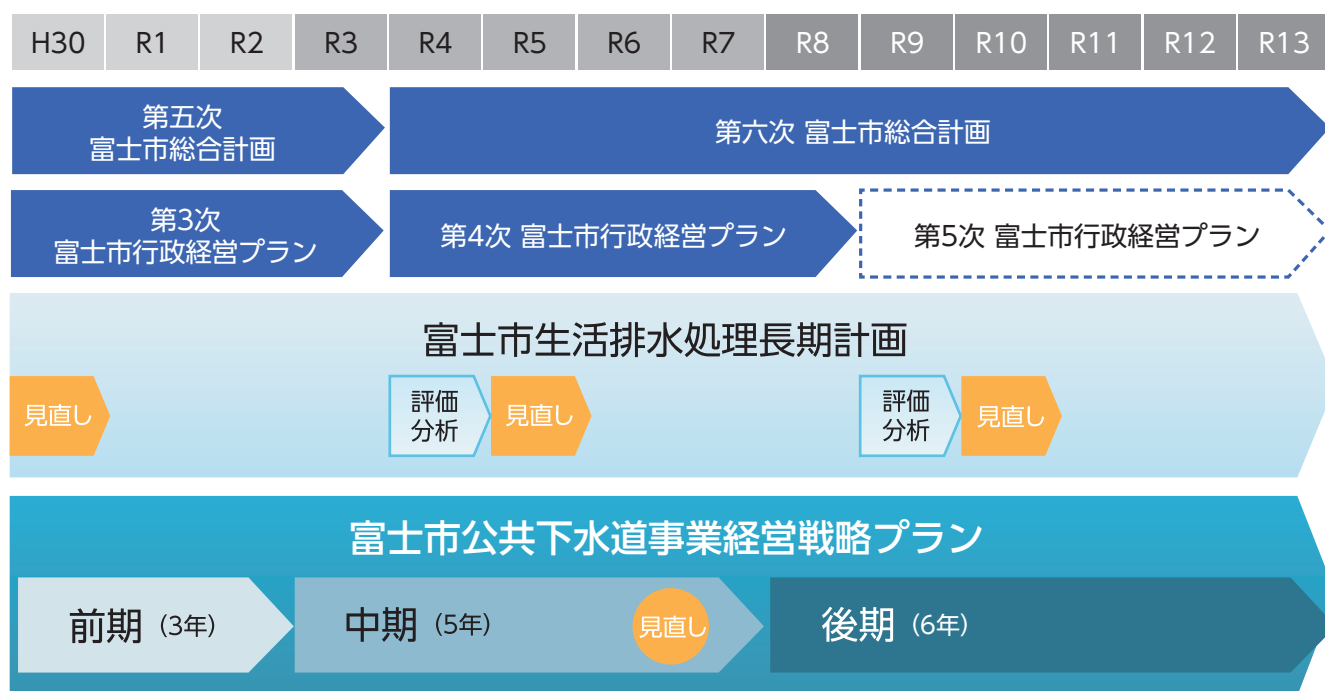 H30 R1 R2 R3 R4 R5 R6 R7 R8 R9 R10 R11 R12 R13
第五次
富士市総合計画
第六次 富士市総合計画
第3次
富士市行政経営プラン
第4次 富士市行政経営プラン
第5次 富士市行政経営プラン
富士市生活排水処理長期計画
見直し
評価
分析
見直し
評価
分析
見直し
富士市公共下水道事業経営戦略プラン
前期（3年）
中期（5年）
見直し
後期（6年）